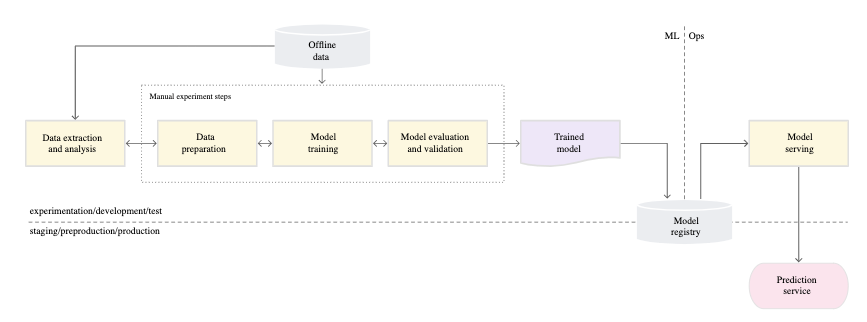 Offline
data
ML
Ops
Manual experiment steps
Data extraction
and analysis
Data
preparation
Model
training
Model evaluation
and validation
Trained
model
Model
serving
experimentation/development/test
staging/preproduction/production
Model
registry
Prediction
service